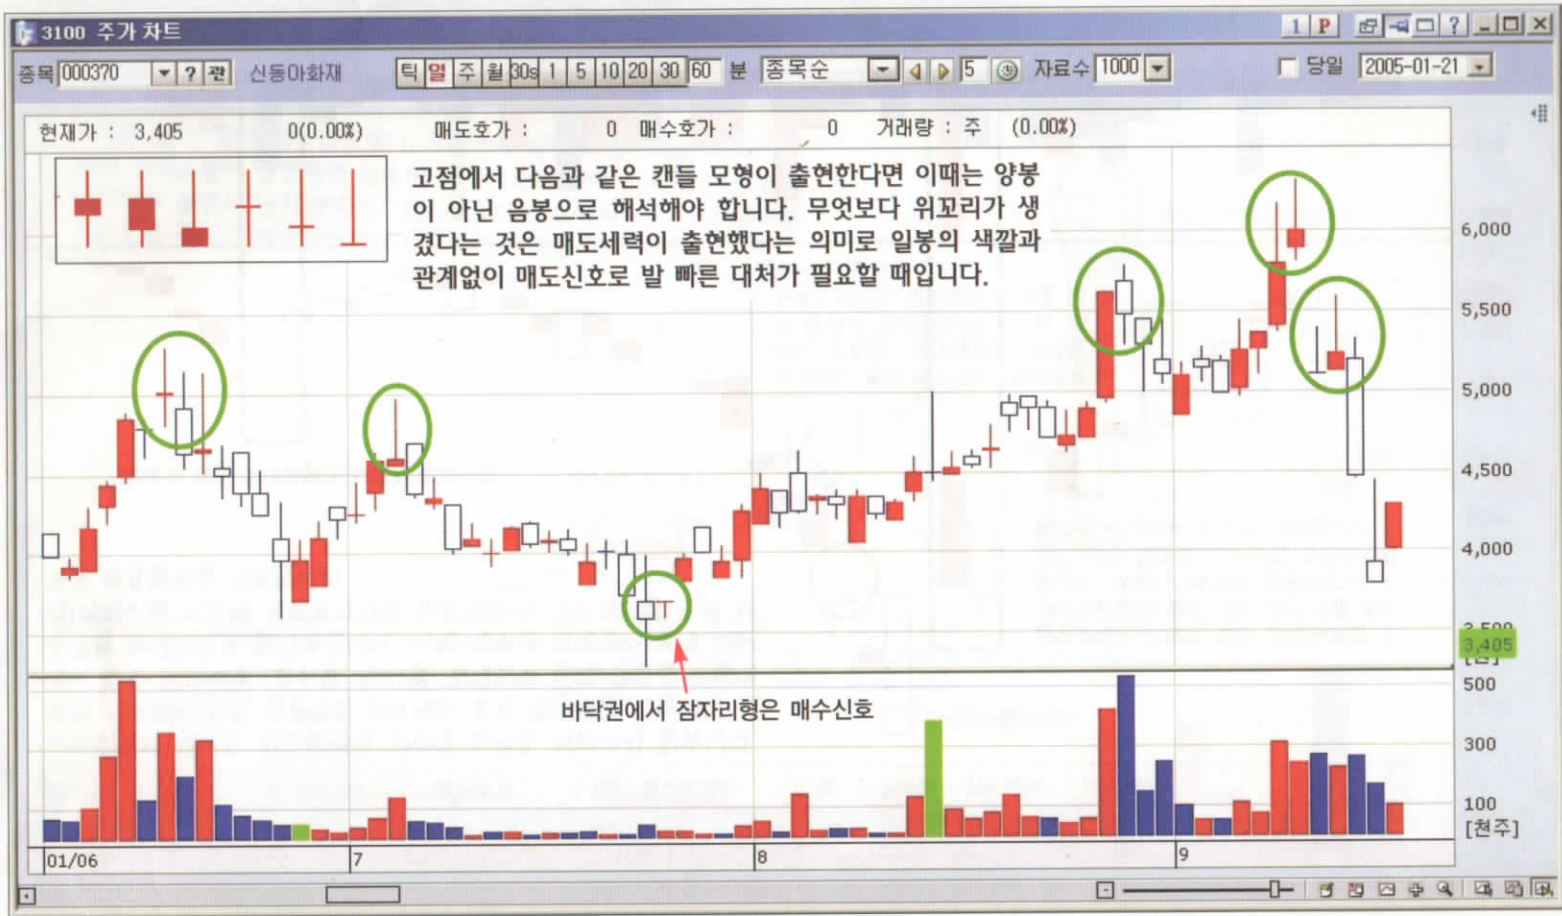 3100 주가 차트
1 P ?
종목 000370 ? 관 신동아화재 틱 열 주 월 30s 1 5 10 20 30 60 분 종목순 5 자료수 1000 당일 2005-01-21
현재가 : 3,405 0(0.00%) 매도호가 : 0 매수호가 : 0 거래량 : 주 (0.00%)
고점에서 다음과 같은 캔들 모형이 출현한다면 이때는 양봉
이 아닌 음봉으로 해석해야 합니다. 무엇보다 위꼬리가 생
겼다는 것은 매도세력이 출현했다는 의미로 일봉의 색깔과
관계없이 매도신호로 발 빠른 대처가 필요할 때입니다.
6,000
5,500
5,000
4,500
4,000
3,500
3,405
바닥권에서 잠자리형은 매수신호
500
300
100
[천주]
01/06 7 8 9